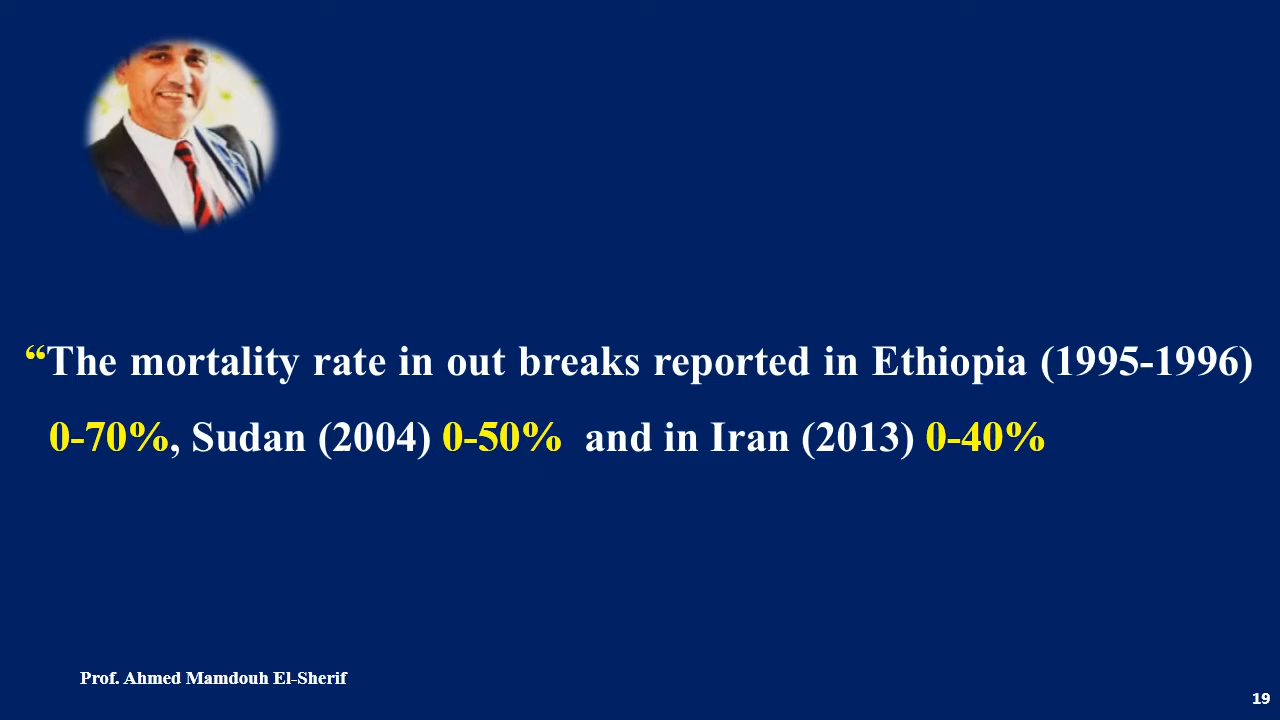 “The mortality rate in out breaks reported in Ethiopia (1995-1996)
0-70%, Sudan (2004) 0-50% and in Iran (2013) 0-40%
Prof. Ahmed Mamdouh El-Sherif
19